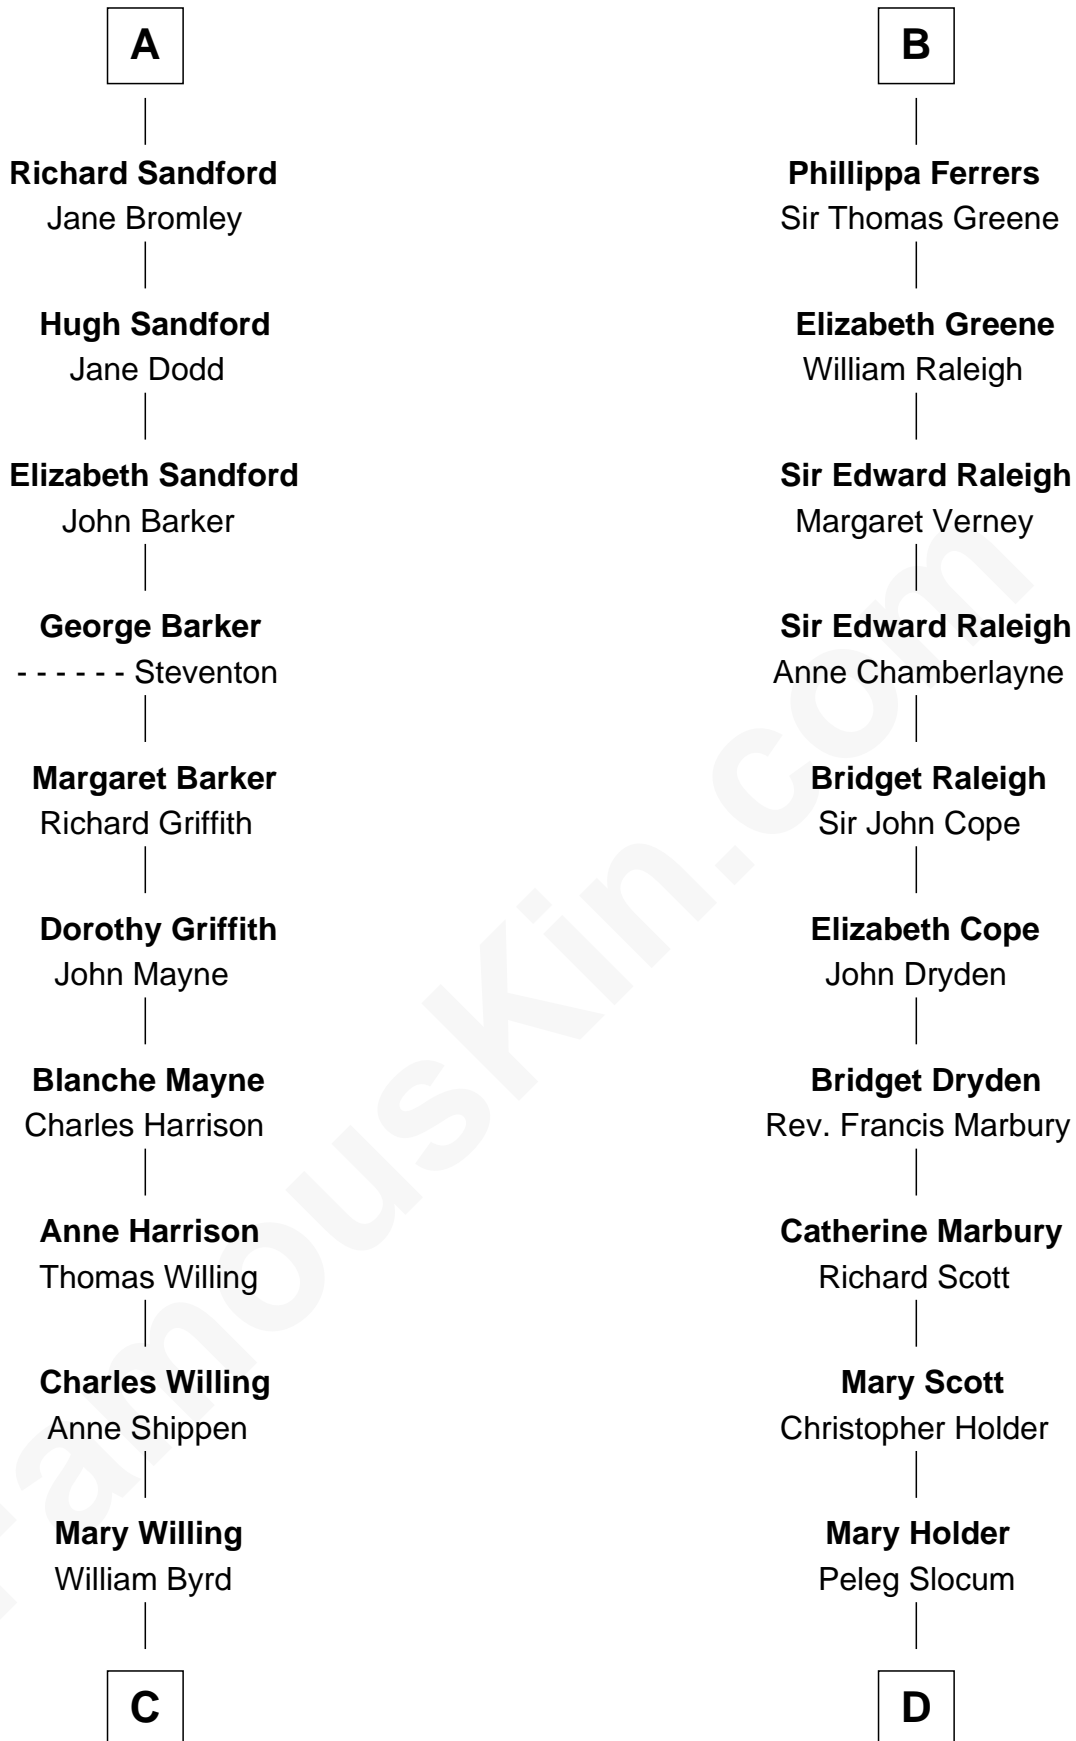 A
Richard Sandford
Jane Bromley
Hugh Sandford
Jane Dodd
Elizabeth Sandford
John Barker
George Barker
- - - - - - Steventon
Margaret Barker
Richard Griffith
Dorothy Griffith
John Mayne
Blanche Mayne
Charles Harrison
Anne Harrison
Thomas Willing
Charles Willing
Anne Shippen
Mary Willing
William Byrd
C
B
Phillippa Ferrers
Sir Thomas Greene
Elizabeth Greene
William Raleigh
Sir Edward Raleigh
Margaret Verney
Sir Edward Raleigh
Anne Chamberlayne
Bridget Raleigh
Sir John Cope
Elizabeth Cope
John Dryden
Bridget Dryden
Rev. Francis Marbury
Catherine Marbury
Richard Scott
Mary Scott
Christopher Holder
Mary Holder
Peleg Slocum
D
FamousKin.com